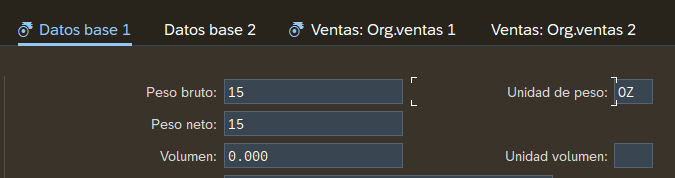 Datos base 1 Datos base 2 Ventas: Org.ventas 1 Ventas: Org.ventas 2
Peso bruto: 15 Unidad de peso: OZ
Peso neto: 15
Volumen: 0.000 Unidad volumen: